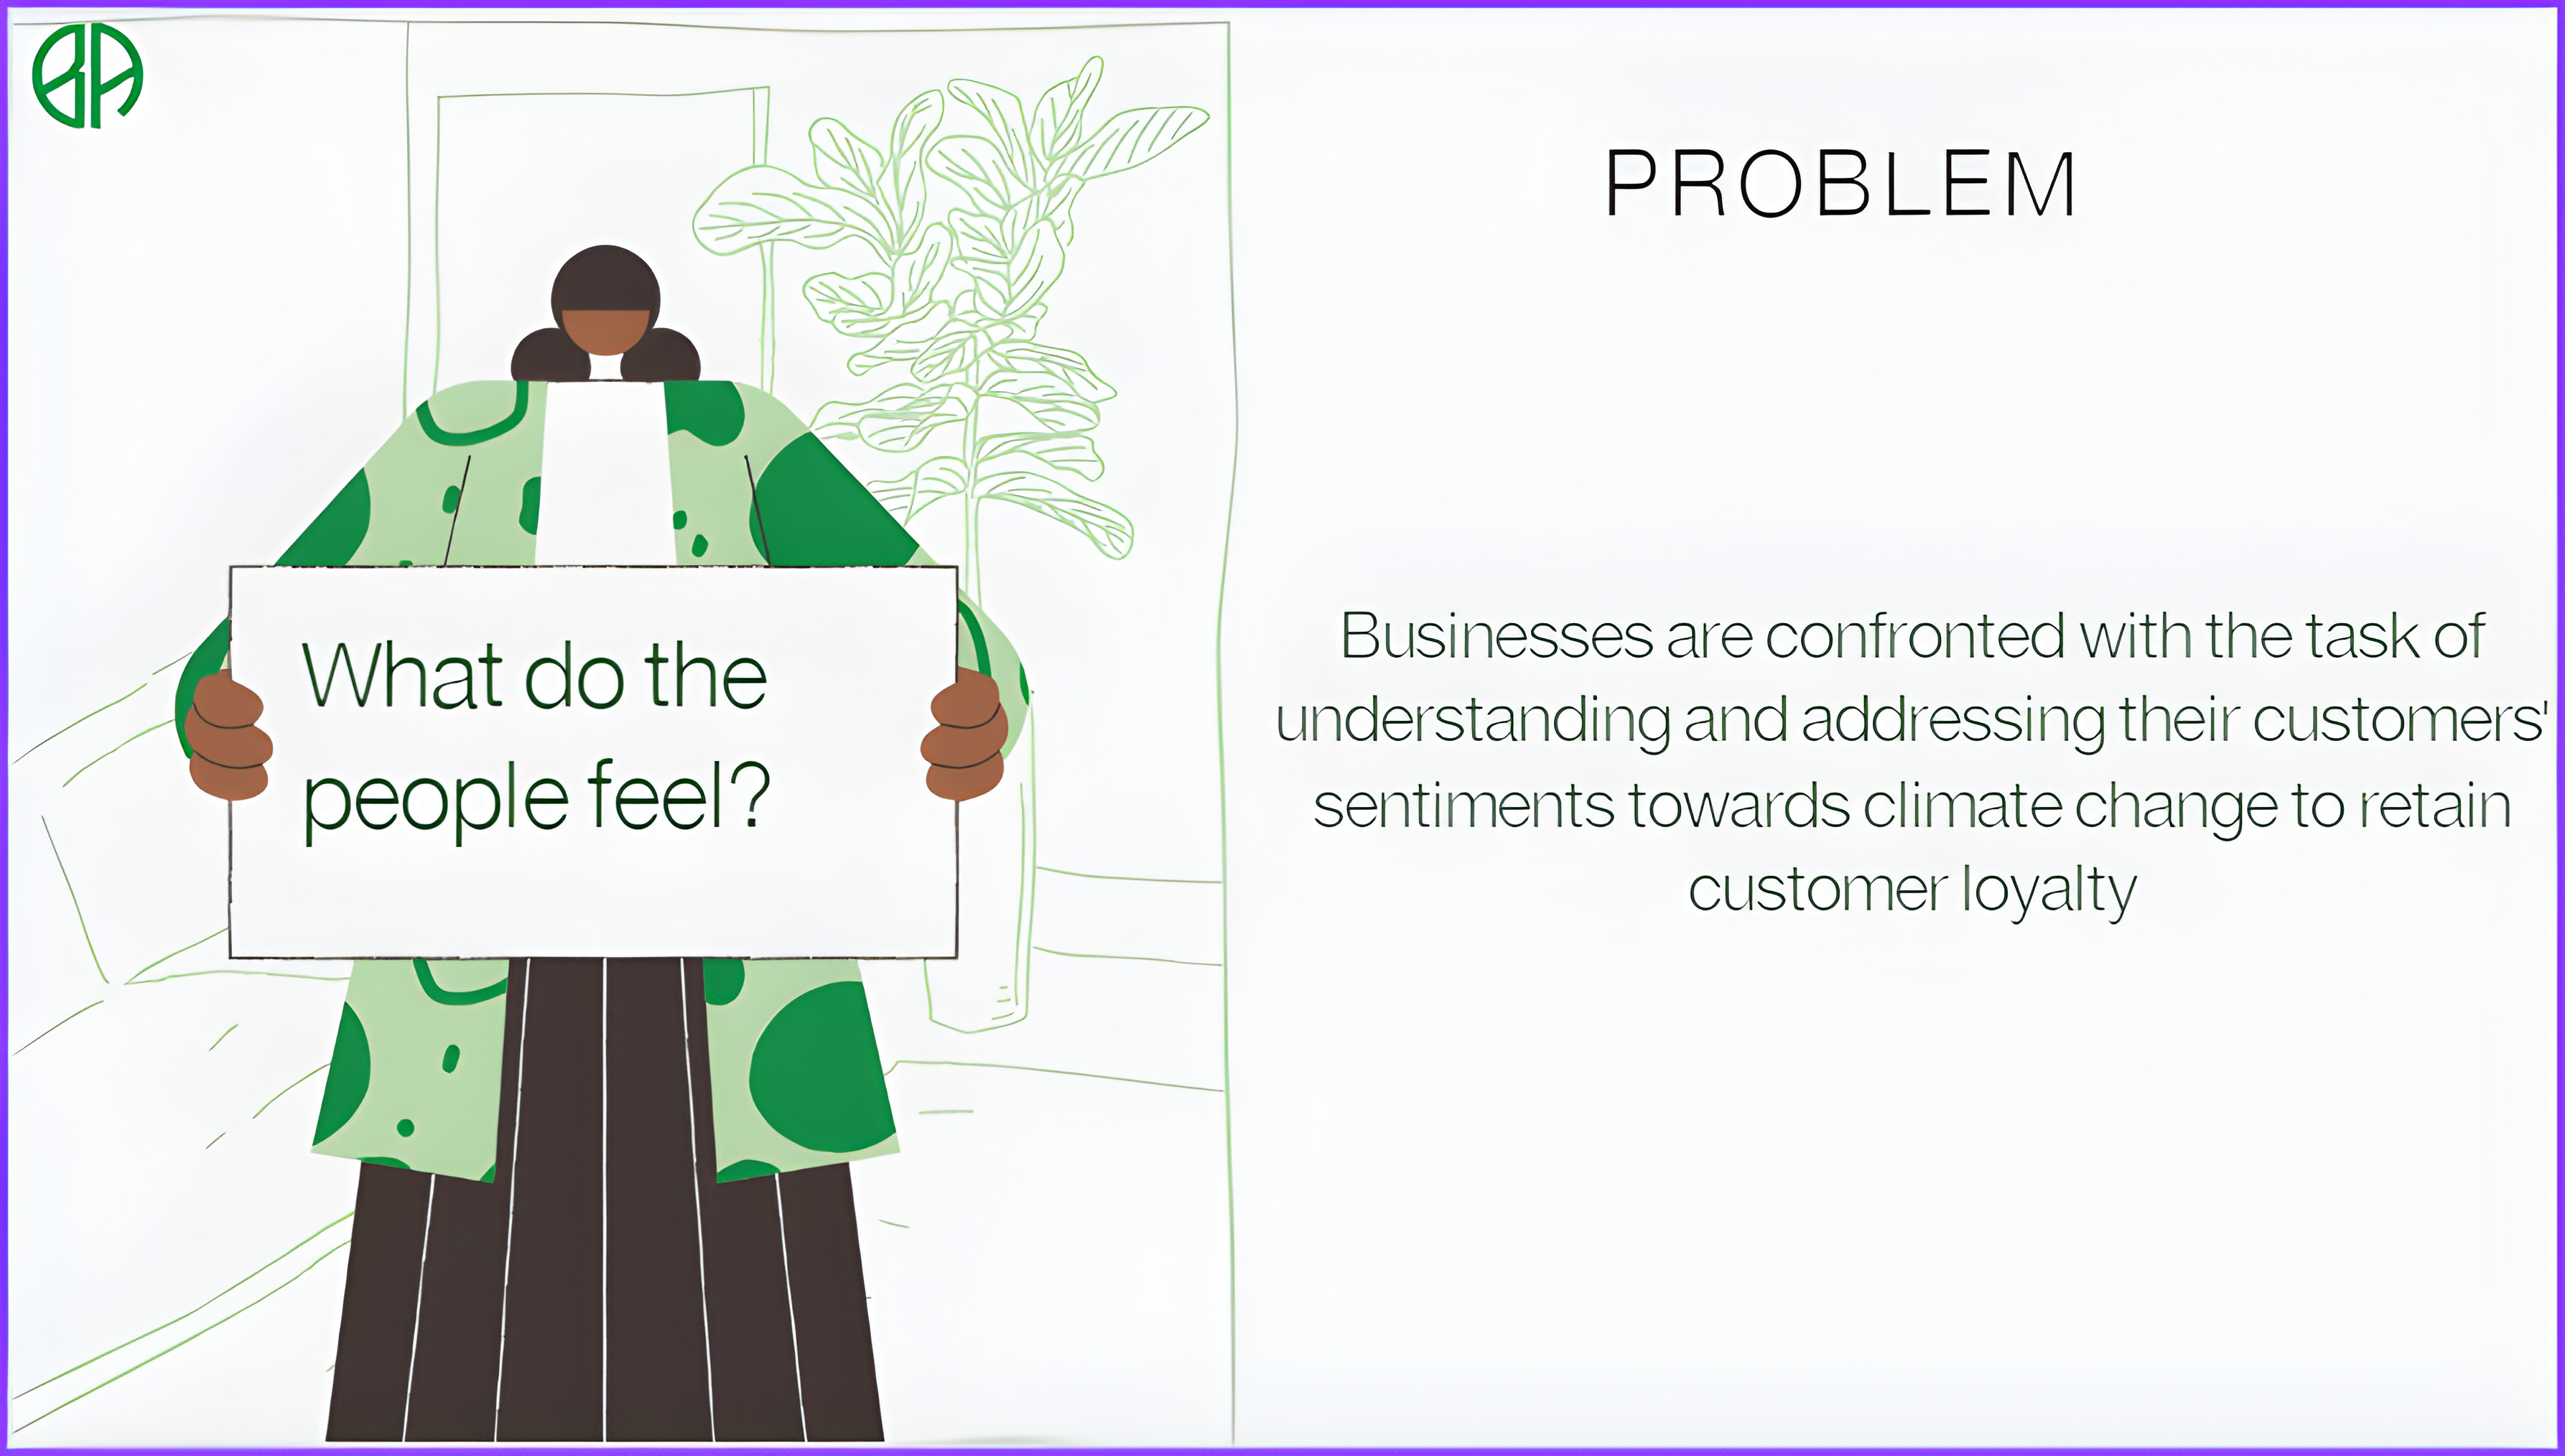 BA
What do the
people feel?
PROBLEM
Businesses are confronted with the task of
understanding and addressing their customers'
sentiments towards climate change to retain
customer loyalty